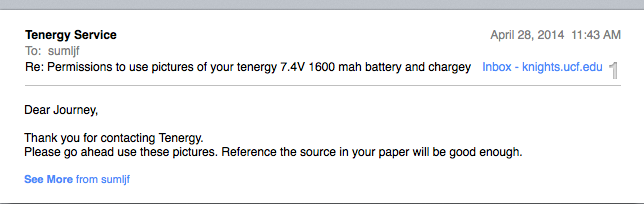 Tenergy Service April 28, 2014 11:43 AM
To: sumljf
Re: Permissions to use pictures of your tenergy 7.4V 1600 mah battery and chargey Inbox - knights.ucf.edu 1
Dear Journey,
Thank you for contacting Tenergy.
Please go ahead use these pictures. Reference the source in your paper will be good enough.
See More from sumljf